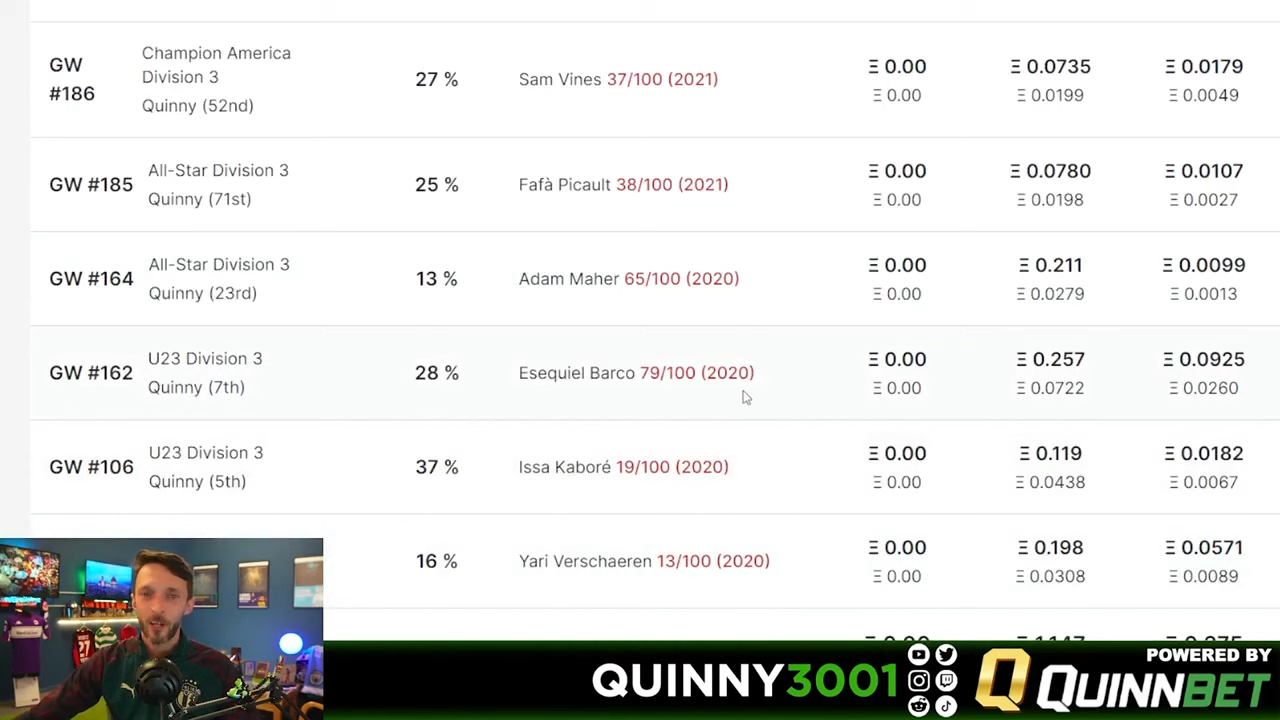 GW #186
Champion America Division 3
Quinny (52nd)
27 %
Sam Vines 37/100 (2021)
Ξ 0.00
Ξ 0.00
Ξ 0.0735
Ξ 0.0199
Ξ 0.0179
Ξ 0.0049
GW #185
All-Star Division 3
Quinny (71st)
25 %
Fafà Picault 38/100 (2021)
Ξ 0.00
Ξ 0.00
Ξ 0.0780
Ξ 0.0198
Ξ 0.0107
Ξ 0.0027
GW #164
All-Star Division 3
Quinny (23rd)
13 %
Adam Maher 65/100 (2020)
Ξ 0.00
Ξ 0.00
Ξ 0.211
Ξ 0.0279
Ξ 0.0099
Ξ 0.0013
GW #162
U23 Division 3
Quinny (7th)
28 %
Esequiel Barco 79/100 (2020)
Ξ 0.00
Ξ 0.00
Ξ 0.257
Ξ 0.0722
Ξ 0.0925
Ξ 0.0260
GW #106
U23 Division 3
Quinny (5th)
37 %
Issa Kaboré 19/100 (2020)
Ξ 0.00
Ξ 0.00
Ξ 0.119
Ξ 0.0438
Ξ 0.0182
Ξ 0.0067
16 %
Yari Verschaeren 13/100 (2020)
Ξ 0.00
Ξ 0.00
Ξ 0.198
Ξ 0.0308
Ξ 0.0571
Ξ 0.0089
27
QUINNY3001
POWERED BY
QUINNBET